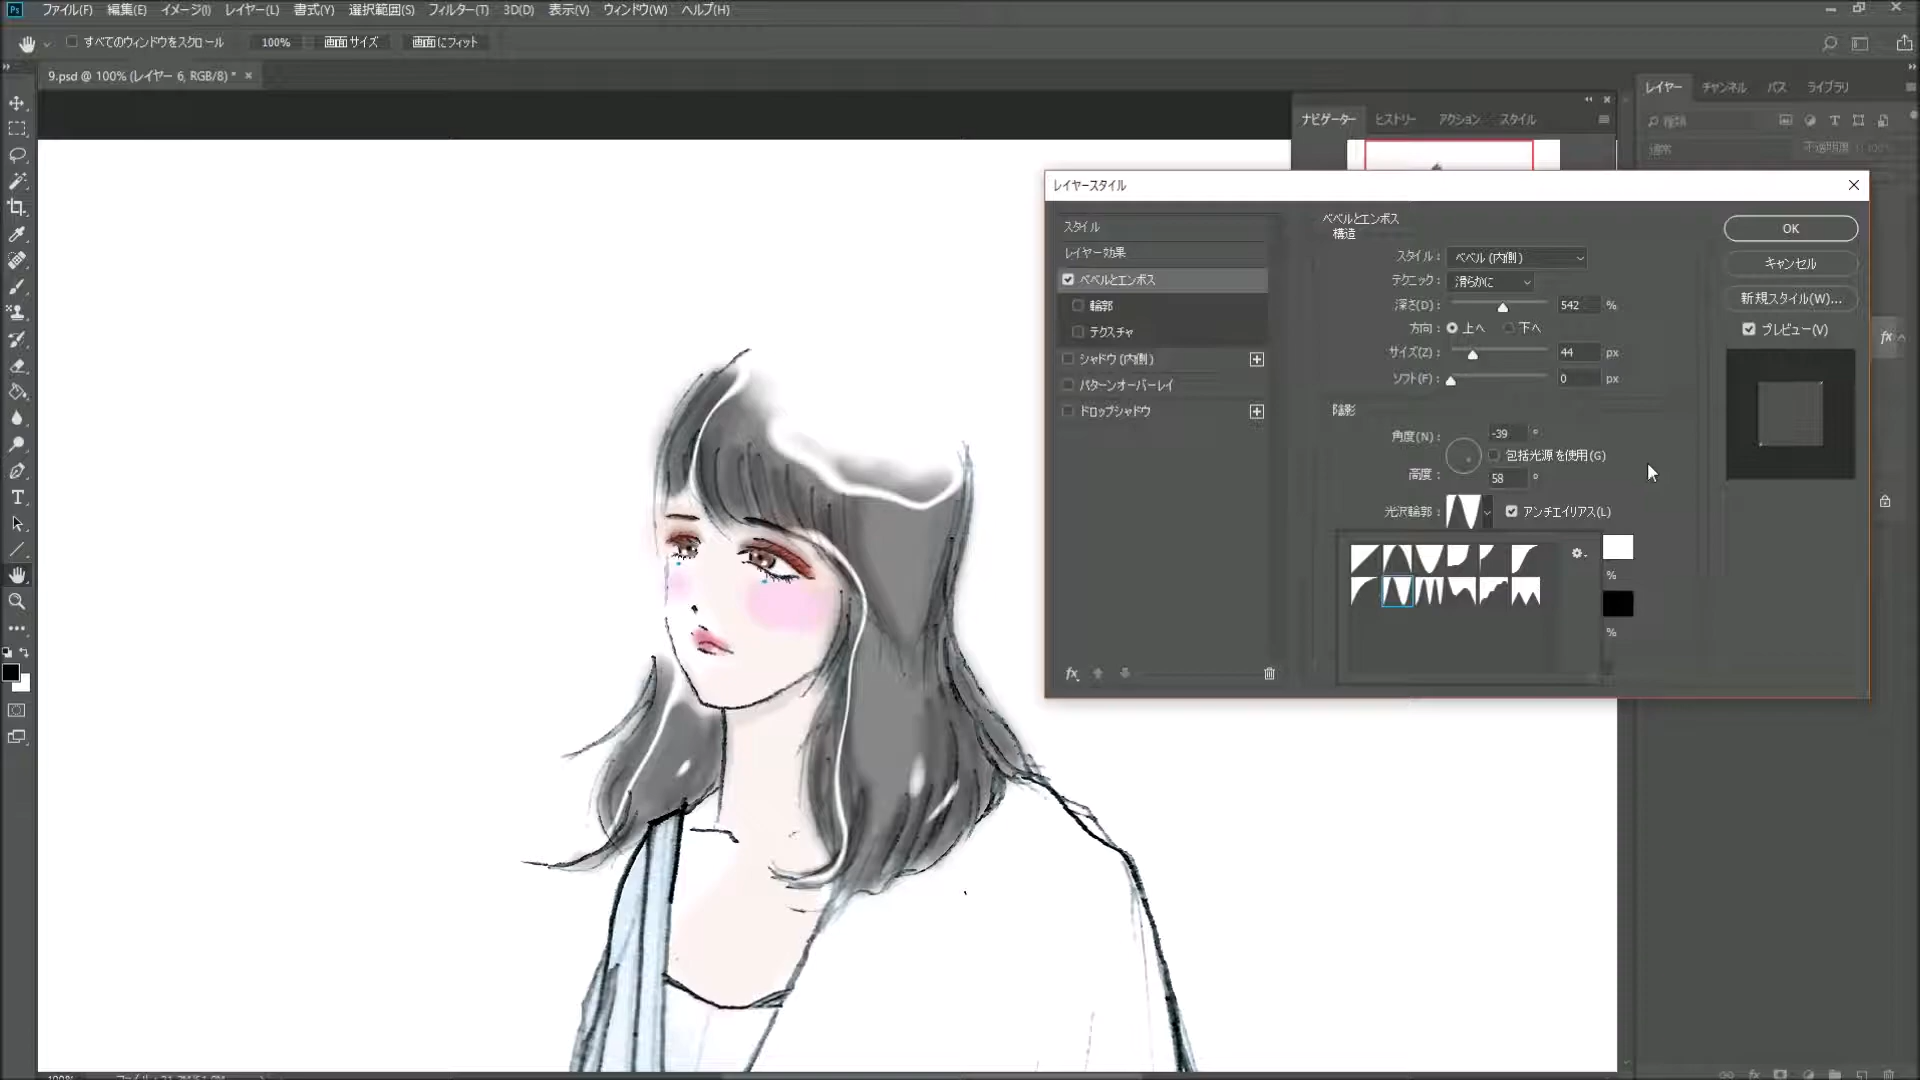 Ps ファイル(F) 編集(E) イメージ(I) レイヤー(L) 書式(Y) 選択範囲(S) フィルター(T) 3D(D) 表示(V) ウィンドウ(W) ヘルプ(H)
すべてのウィンドウをスクロール 100% 画面サイズ 画面にフィット
9.psd @ 100% (レイヤー 6, RGB/8) *
レイヤー チャンネル パス ライブラリ
ナビゲーター ヒストリー アクション スタイル
種類
通常 不透明度
レイヤースタイル
スタイル
レイヤー効果
ベベルとエンボス
輪郭
テクスチャ
シャドウ (内側)
パターンオーバーレイ
ドロップシャドウ
fx
ベベルとエンボス
構造
スタイル: ベベル (内側)
テクニック: 滑らかに
深さ(D): 542 %
方向: 上へ 下へ
サイズ(Z): 44 px
ソフト(F): 0 px
陰影
角度(N): -39 °
包括光源を使用(G)
高度: 58 °
光沢輪郭: アンチエイリアス(L)
%
%
OK
キャンセル
新規スタイル(W)...
プレビュー(V)
fx
T
100%